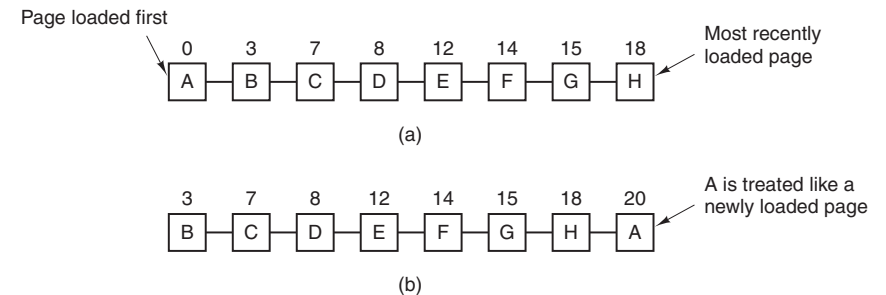 Page loaded first
0 3 7 8 12 14 15 18
Most recently
loaded page
A B C D E F G H
(a)
3 7 8 12 14 15 18 20
A is treated like a
newly loaded page
B C D E F G H A
(b)